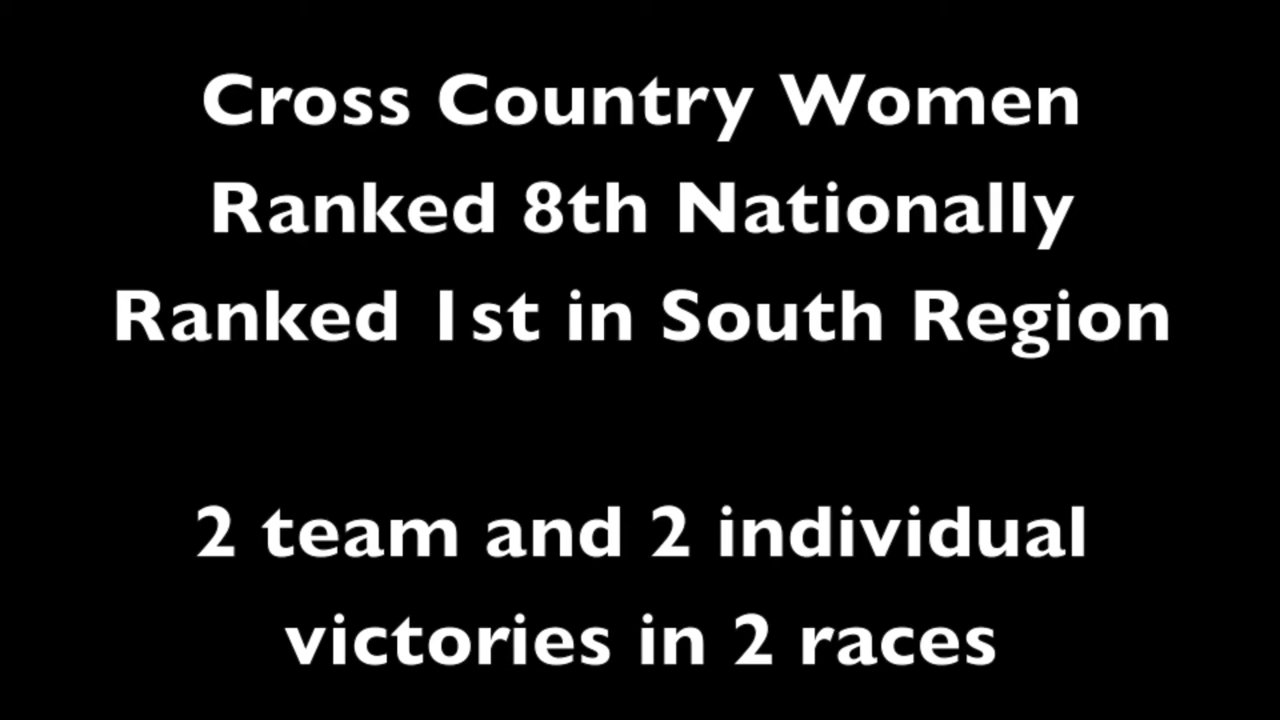 Cross Country Women
Ranked 8th Nationally
Ranked 1st in South Region
2 team and 2 individual
victories in 2 races